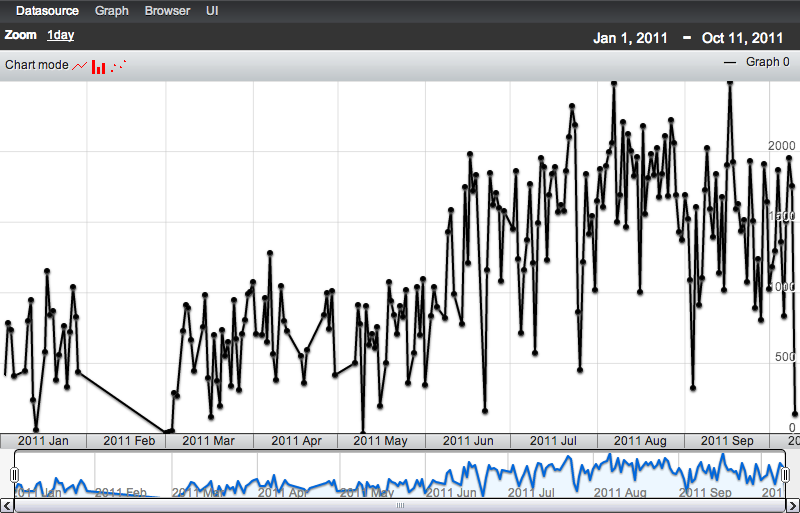 Datasource Graph Browser UI
Zoom 1day Jan 1, 2011 – Oct 11, 2011
Chart mode — Graph 0
2000
1500
1000
500
0
2011 Jan 2011 Feb 2011 Mar 2011 Apr 2011 May 2011 Jun 2011 Jul 2011 Aug 2011 Sep 20
2011 Jan 2011 Feb 2011 Mar 2011 Apr 2011 May 2011 Jun 2011 Jul 2011 Aug 2011 Sep 2011